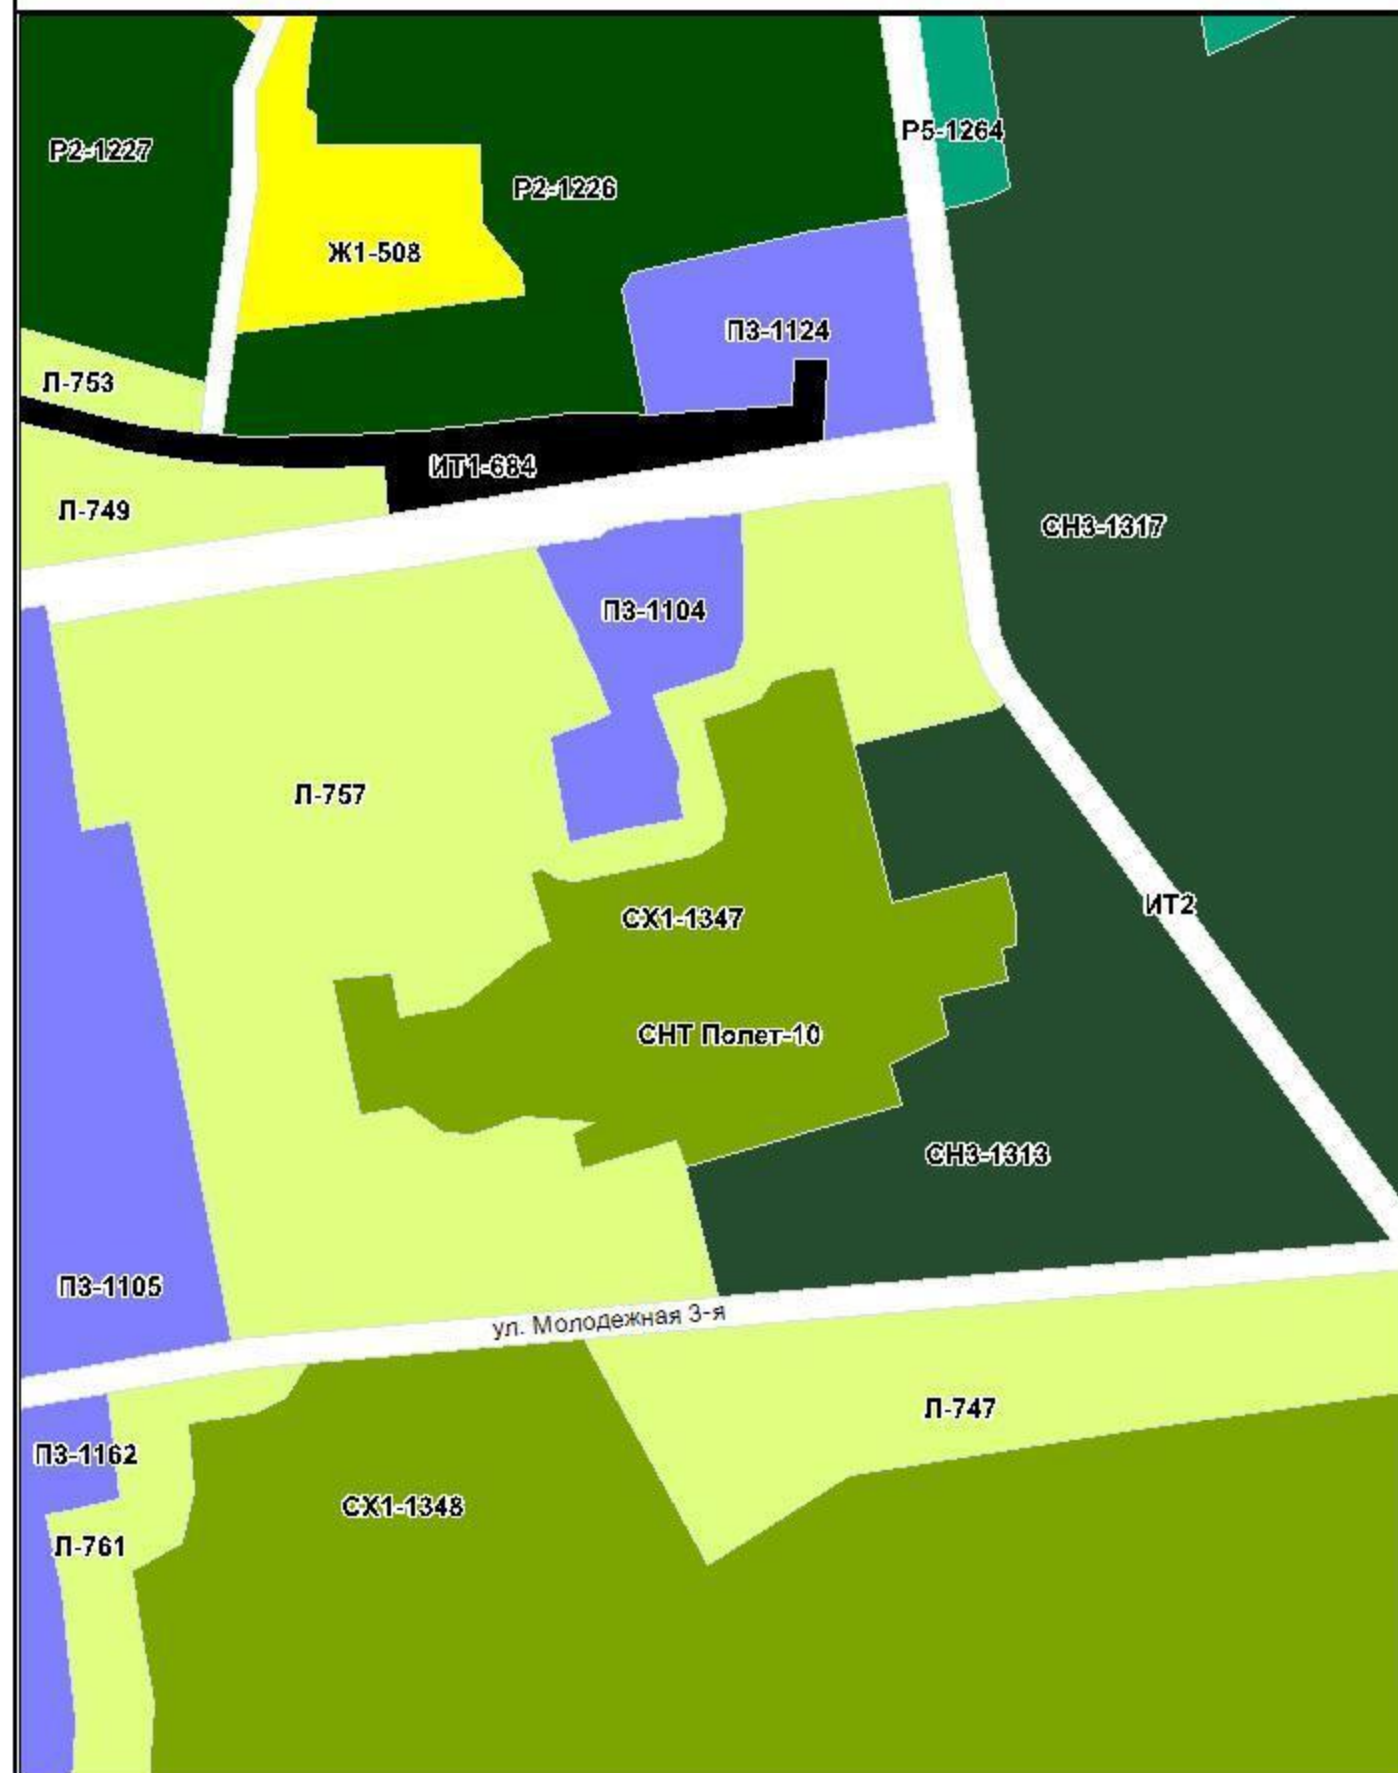 Р5-1264
Р2-1227
Р2-1226
Ж1-508
П3-1124
Л-753
ИТ1-684
Л-749
СН3-1317
П3-1104
Л-757
ИТ2
СХ1-1347
СНТ Полет-10
СН3-1313
П3-1105
ул. Молодежная 3-я
Л-747
П3-1162
СХ1-1348
Л-761